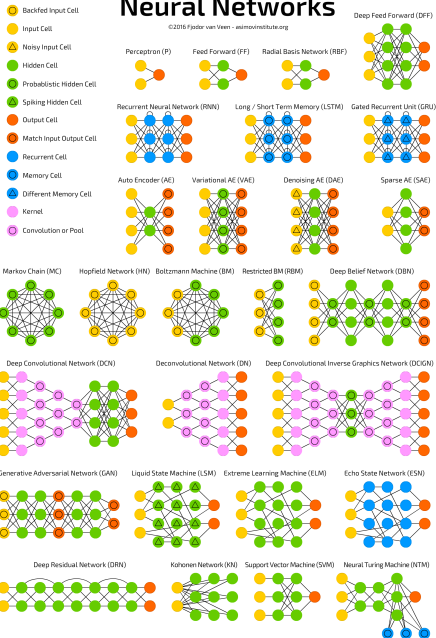 Neural Networks
©2016 Fjodor van Veen - asimovinstitute.org
Backfed Input Cell
Input Cell
Noisy Input Cell
Hidden Cell
Probablistic Hidden Cell
Spiking Hidden Cell
Output Cell
Match Input Output Cell
Recurrent Cell
Memory Cell
Different Memory Cell
Kernel
Convolution or Pool
Deep Feed Forward (DFF)
Perceptron (P)
Feed Forward (FF)
Radial Basis Network (RBF)
Recurrent Neural Network (RNN)
Long / Short Term Memory (LSTM)
Gated Recurrent Unit (GRU)
Auto Encoder (AE)
Variational AE (VAE)
Denoising AE (DAE)
Sparse AE (SAE)
Markov Chain (MC)
Hopfield Network (HN)
Boltzmann Machine (BM)
Restricted BM (RBM)
Deep Belief Network (DBN)
Deep Convolutional Network (DCN)
Deconvolutional Network (DN)
Deep Convolutional Inverse Graphics Network (DCIGN)
Generative Adversarial Network (GAN)
Liquid State Machine (LSM)
Extreme Learning Machine (ELM)
Echo State Network (ESN)
Deep Residual Network (DRN)
Kohonen Network (KN)
Support Vector Machine (SVM)
Neural Turing Machine (NTM)